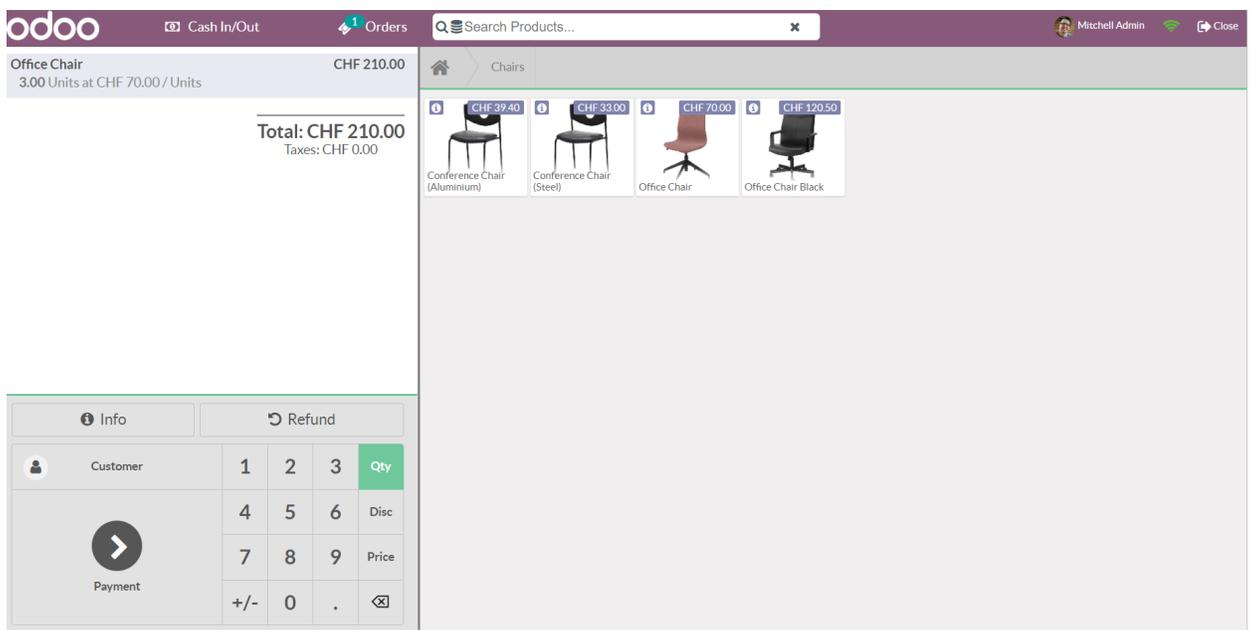 odoo
Cash In/Out
1
Orders
Search Products...
Mitchell Admin
Close
Office Chair CHF 210.00
3.00 Units at CHF 70.00 / Units
Total: CHF 210.00
Taxes: CHF 0.00
Chairs
CHF 39.40
Conference Chair
(Aluminium)
CHF 33.00
Conference Chair
(Steel)
CHF 70.00
Office Chair
CHF 120.50
Office Chair Black
Info
Refund
Customer
1 2 3 Qty
4 5 6 Disc
7 8 9 Price
+/- 0 .
Payment